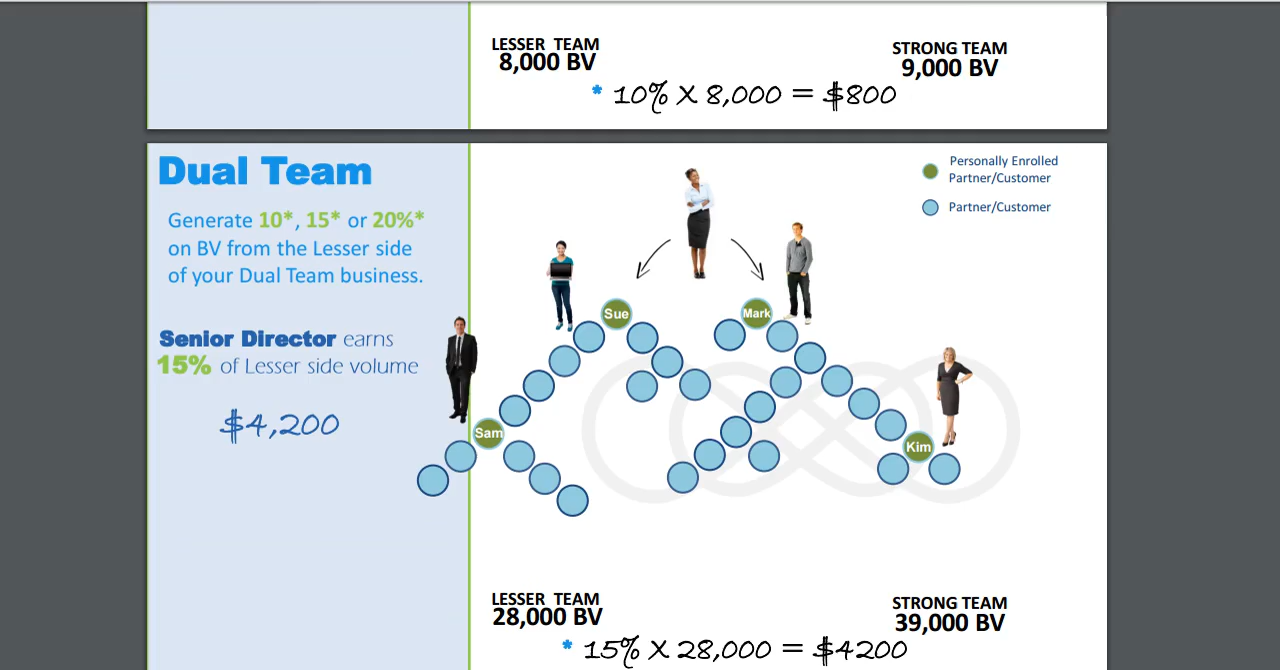 LESSER TEAM
8,000 BV
STRONG TEAM
9,000 BV
* 10% X 8,000 = $800
Dual Team
Generate 10*, 15* or 20%*
on BV from the Lesser side
of your Dual Team business.
Senior Director earns
15% of Lesser side volume
$4,200
Personally Enrolled
Partner/Customer
Partner/Customer
Sue
Mark
Sam
Kim
LESSER TEAM
28,000 BV
STRONG TEAM
39,000 BV
* 15% X 28,000 = $4200